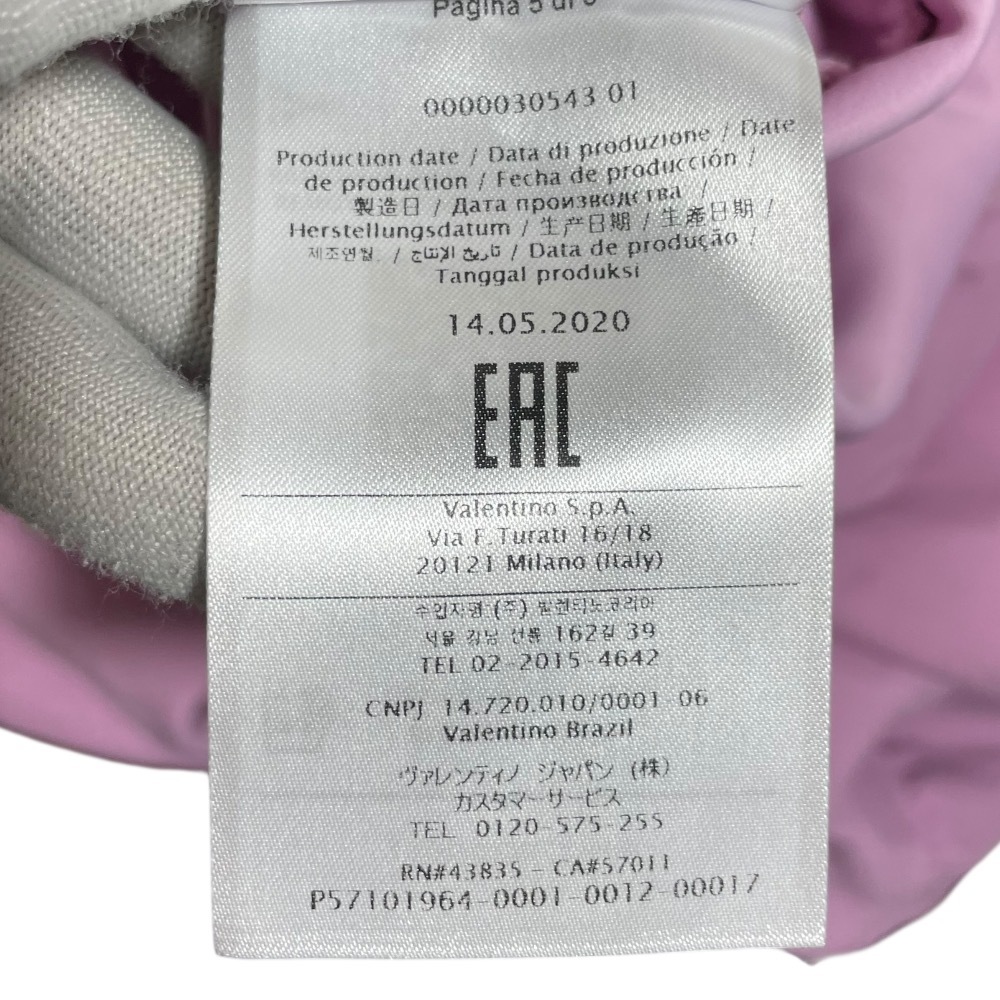 Pagina 5 di
0000030543 01
Production date / Data di produzione / Date
de production / Fecha de producción /
製造日 / Дата производства /
Herstellungsdatum / 生产日期 / 生產日期 /
제조연월. / تاريخ الإنتاج / Data de produção /
Tanggal produksi
14.05.2020
EAC
Valentino S.p.A.
Via F.Turati 16/18
20121 Milano (Italy)
수입자명 (주) 발렌티노코리아
서울 강남 선릉 162길 39
TEL 02-2015-4642
CNPJ 14.720.010/0001 06
Valentino Brazil
ヴァレンティノ ジャパン (株)
カスタマーサービス
TEL 0120-575-255
RN#43835 - CA#57011
P57101964-0001-0012-00017